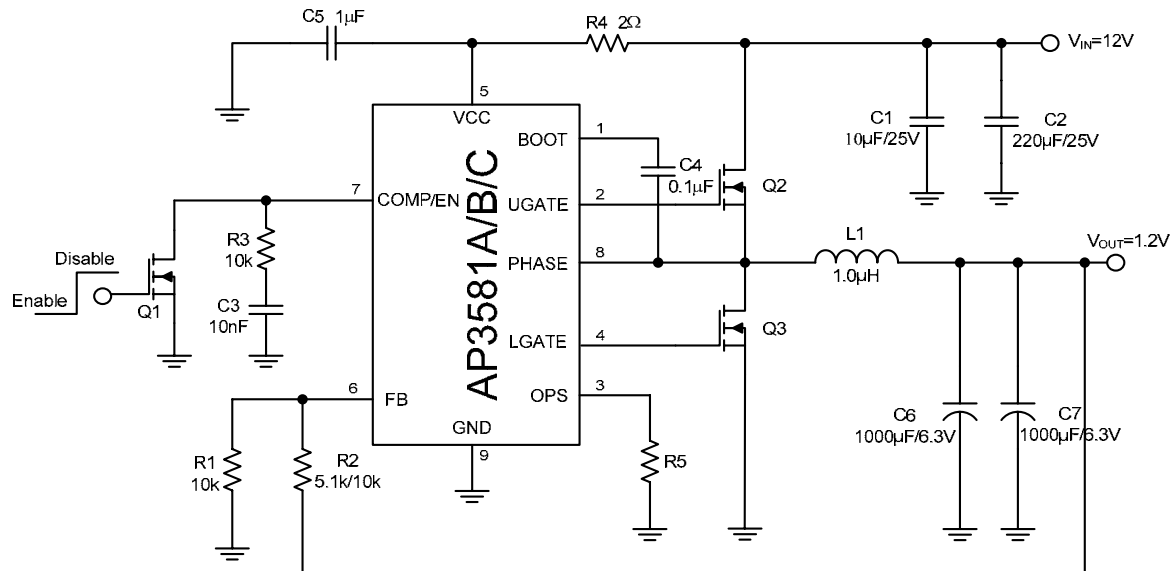 C5 1μF
R4 2Ω
V_IN=12V
5
VCC
BOOT
1
C4
0.1μF
C1
10μF/25V
C2
220μF/25V
7
COMP/EN
UGATE
2
Q2
R3
10k
Disable
Enable
Q1
C3
10nF
AP3581A/B/C
PHASE
8
L1
1.0μH
V_OUT=1.2V
LGATE
4
Q3
6
FB
OPS
3
GND
9
R1
10k
R2
5.1k/10k
R5
C6
1000μF/6.3V
C7
1000μF/6.3V